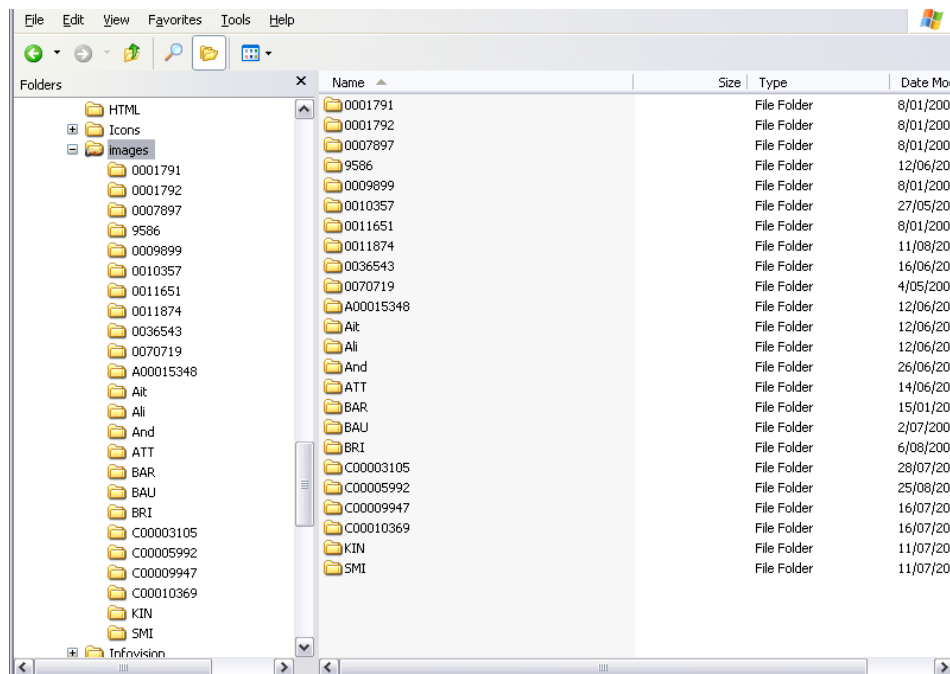 File Edit View Favorites Tools Help
Folders
HTML
Icons
images
0001791
0001792
0007897
9586
0009899
0010357
0011651
0011874
0036543
0070719
A00015348
Ait
Ali
And
ATT
BAR
BAU
BRI
C00003105
C00005992
C00009947
C00010369
KIN
SMI
Infovision
Name Size Type Date Mo
0001791 File Folder 8/01/200
0001792 File Folder 8/01/200
0007897 File Folder 8/01/200
9586 File Folder 12/06/20
0009899 File Folder 8/01/200
0010357 File Folder 27/05/20
0011651 File Folder 8/01/200
0011874 File Folder 11/08/20
0036543 File Folder 16/06/20
0070719 File Folder 4/05/200
A00015348 File Folder 12/06/20
Ait File Folder 12/06/20
Ali File Folder 12/06/20
And File Folder 26/06/20
ATT File Folder 14/06/20
BAR File Folder 15/01/20
BAU File Folder 2/07/200
BRI File Folder 6/08/200
C00003105 File Folder 28/07/20
C00005992 File Folder 25/08/20
C00009947 File Folder 16/07/20
C00010369 File Folder 16/07/20
KIN File Folder 11/07/20
SMI File Folder 11/07/20